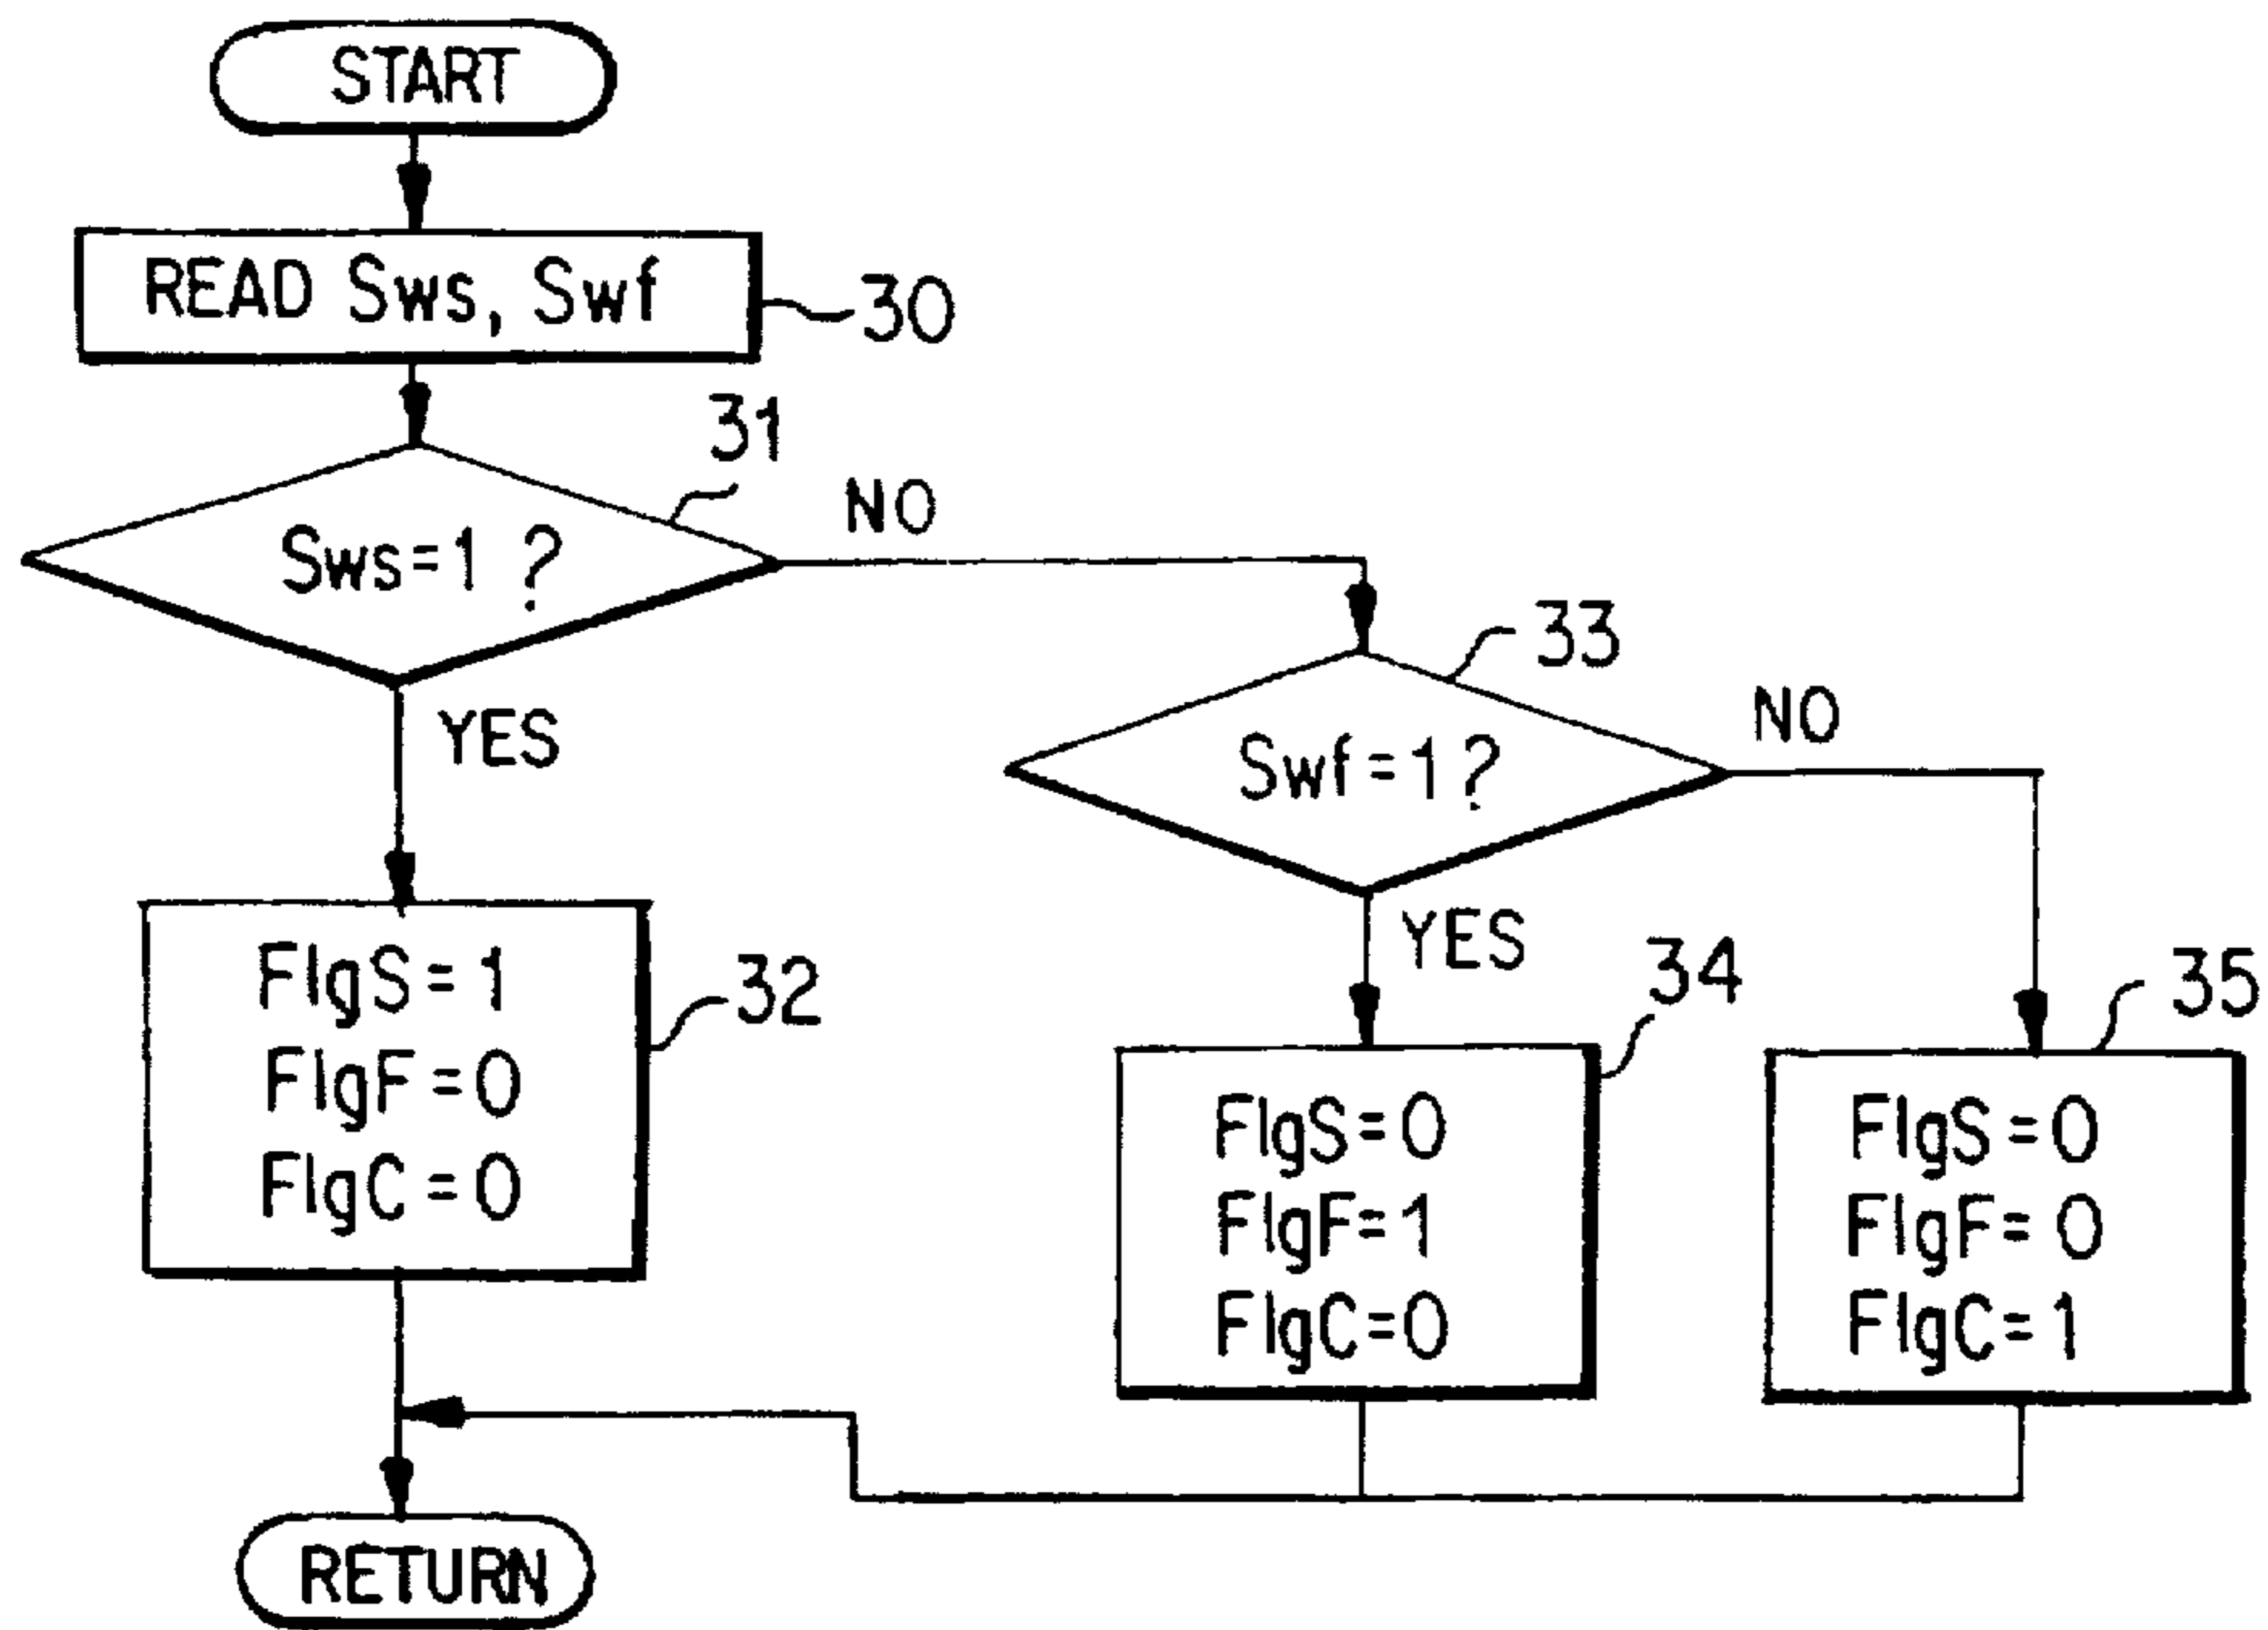 START
READ Sws, Swf
30
31
Sws=1 ?
NO
YES
33
Swf=1?
NO
YES
FlgS=1
FlgF=0
FlgC=0
32
34
FlgS=0
FlgF=1
FlgC=0
35
FlgS=0
FlgF=0
FlgC=1
RETURN